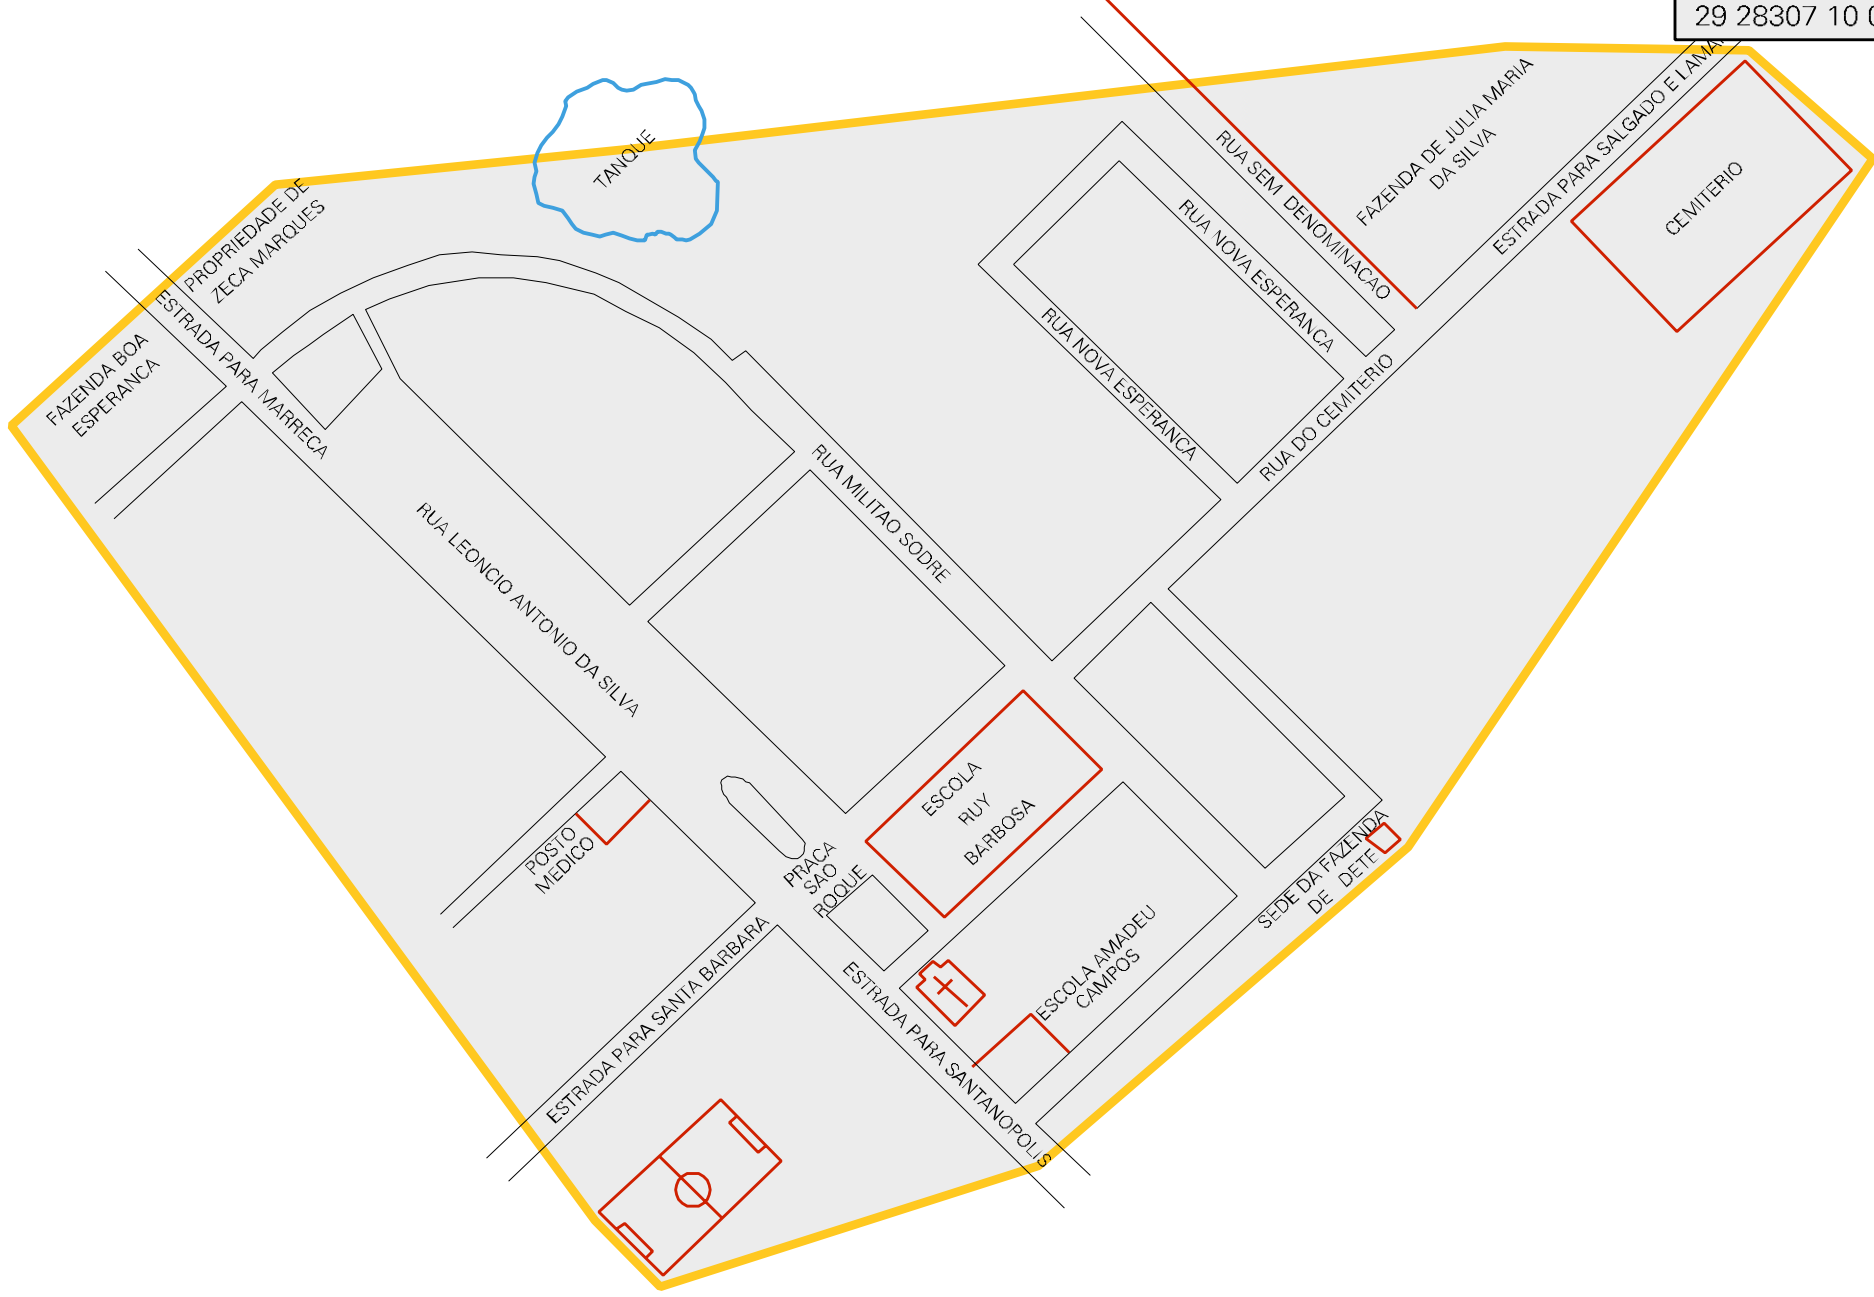 29 28307 10 0
TANQUE
PROPRIEDADE DE
ZECA MARQUES
FAZENDA BOA
ESPERANCA
ESTRADA PARA MARRECA
RUA LEONCIO ANTONIO DA SILVA
RUA MILITAO SODRE
RUA SEM DENOMINACAO
RUA NOVA ESPERANCA
RUA NOVA ESPERANCA
FAZENDA DE JULIA MARIA
DA SILVA
ESTRADA PARA SALGADO E LAMA
CEMITERIO
RUA DO CEMITERIO
ESCOLA
RUY
BARBOSA
POSTO
MEDICO
PRACA
SAO
ROQUE
SEDE DA FAZENDA
DE DETE
ESCOLA AMADEU
CAMPOS
ESTRADA PARA SANTA BARBARA
ESTRADA PARA SANTANOPOLIS